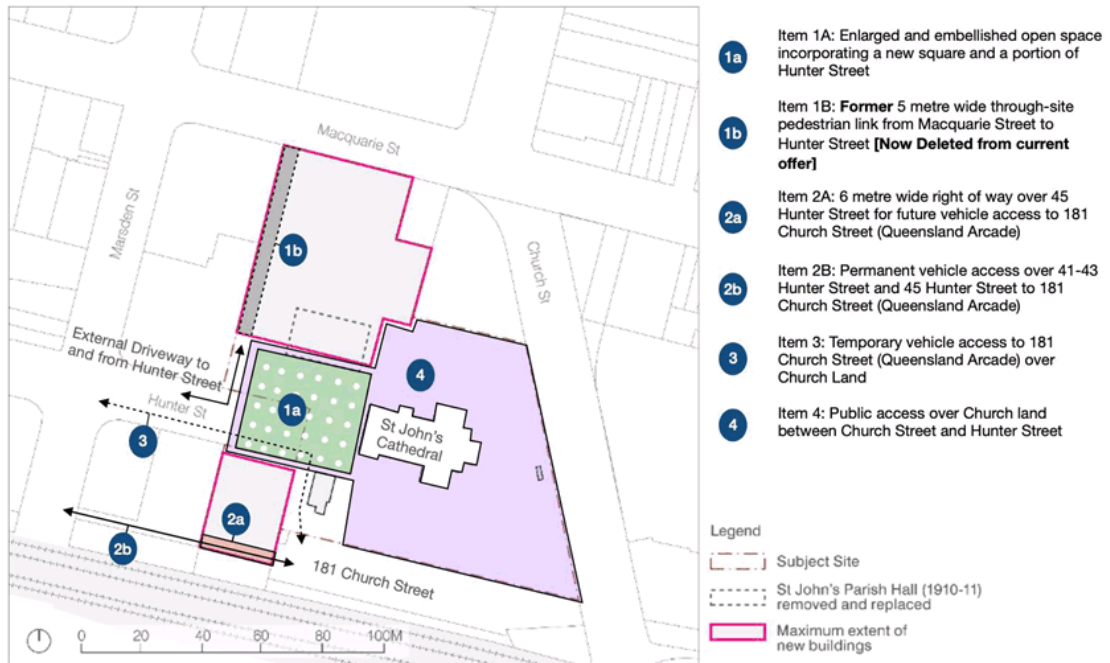 Macquarie St
Marsden St
Church St
1b
External Driveway to
and from Hunter Street
4
1a
Hunter St
St John's
Cathedral
3
2a
2b
181 Church Street
0 20 40 60 80 100M
1a
Item 1A: Enlarged and embellished open space
incorporating a new square and a portion of
Hunter Street
1b
Item 1B: Former 5 metre wide through-site
pedestrian link from Macquarie Street to
Hunter Street [Now Deleted from current
offer]
2a
Item 2A: 6 metre wide right of way over 45
Hunter Street for future vehicle access to 181
Church Street (Queensland Arcade)
2b
Item 2B: Permanent vehicle access over 41-43
Hunter Street and 45 Hunter Street to 181
Church Street (Queensland Arcade)
3
Item 3: Temporary vehicle access to 181
Church Street (Queensland Arcade) over
Church Land
4
Item 4: Public access over Church land
between Church Street and Hunter Street
Legend
Subject Site
St John's Parish Hall (1910-11)
removed and replaced
Maximum extent of
new buildings